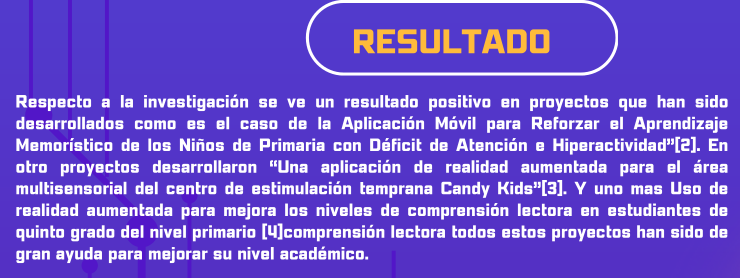 RESULTADO
Respecto a la investigación se ve un resultado positivo en proyectos que han sido
desarrollados como es el caso de la Aplicación Móvil para Reforzar el Aprendizaje
Memorístico de los Niños de Primaria con Déficit de Atención e Hiperactividad”[2]. En
otro proyectos desarrollaron “Una aplicación de realidad aumentada para el área
multisensorial del centro de estimulación temprana Candy Kids”[3]. Y uno mas Uso de
realidad aumentada para mejora los niveles de comprensión lectora en estudiantes de
quinto grado del nivel primario [4]comprensión lectora todos estos proyectos han sido de
gran ayuda para mejorar su nivel académico.